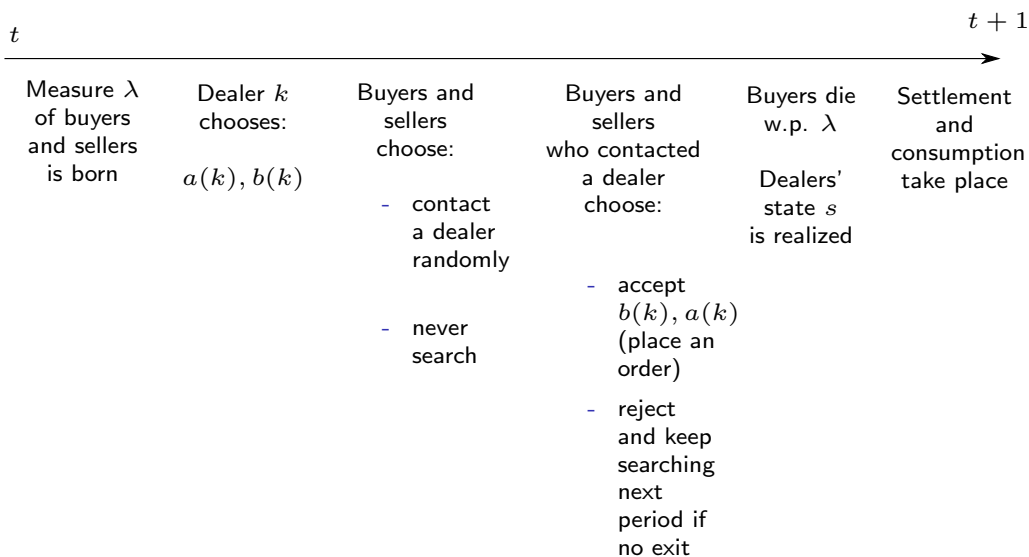 t
t + 1
Measure λ
of buyers
and sellers
is born
Dealer k
chooses:
a(k), b(k)
Buyers and
sellers
choose:
- contact
a dealer
randomly
- never
search
Buyers and
sellers
who contacted
a dealer
choose:
- accept
b(k), a(k)
(place an
order)
- reject
and keep
searching
next
period if
no exit
Buyers die
w.p. λ
Dealers'
state s
is realized
Settlement
and
consumption
take place